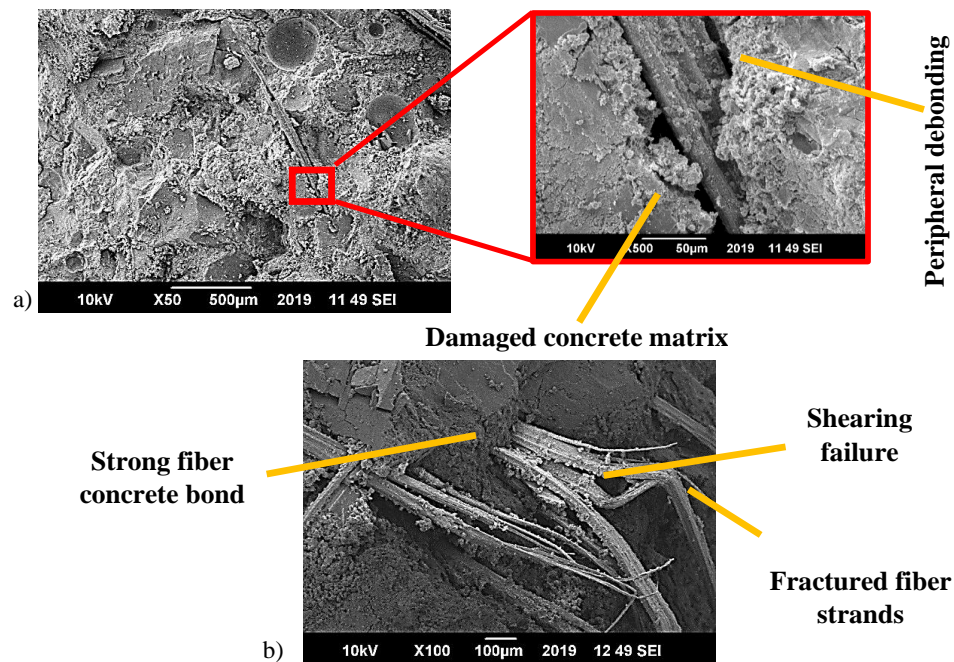 10kV X50 500µm 2019 11 49 SEI
10kV X500 50µm 2019 11 49 SEI
Peripheral debonding
a)
Damaged concrete matrix
Strong fiber
concrete bond
Shearing
failure
Fractured fiber
strands
10kV X100 100µm 2019 12 49 SEI
b)